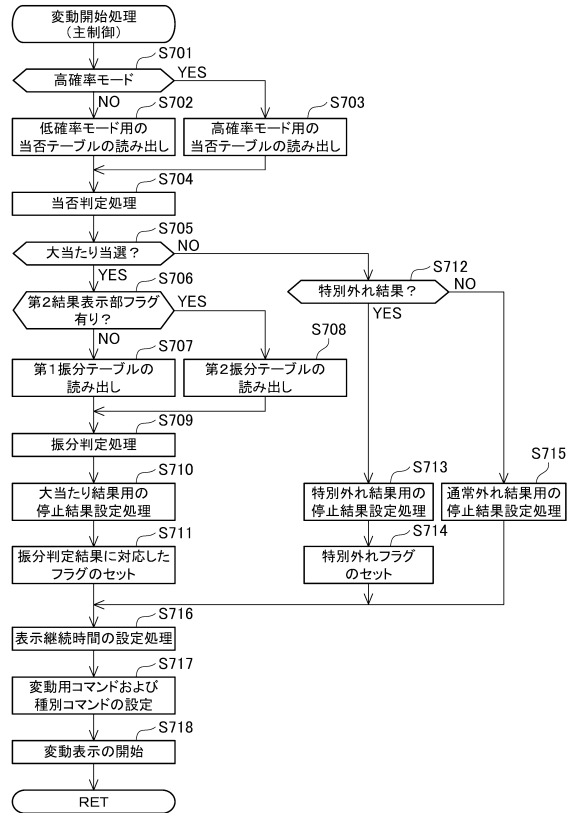 変動開始処理
(主制御)
S701
高確率モード
YES
NO
S702
低確率モード用の
当否テーブルの読み出し
S703
高確率モード用の
当否テーブルの読み出し
S704
当否判定処理
S705
大当たり当選？
NO
YES
S706
第２結果表示部フラグ
有り？
YES
NO
S712
特別外れ結果？
NO
YES
S707
第１振分テーブルの
読み出し
S708
第２振分テーブルの
読み出し
S709
振分判定処理
S710
大当たり結果用の
停止結果設定処理
S713
特別外れ結果用の
停止結果設定処理
S715
通常外れ結果用の
停止結果設定処理
S711
振分判定結果に対応した
フラグのセット
S714
特別外れフラグ
のセット
S716
表示継続時間の設定処理
S717
変動用コマンドおよび
種別コマンドの設定
S718
変動表示の開始
RET